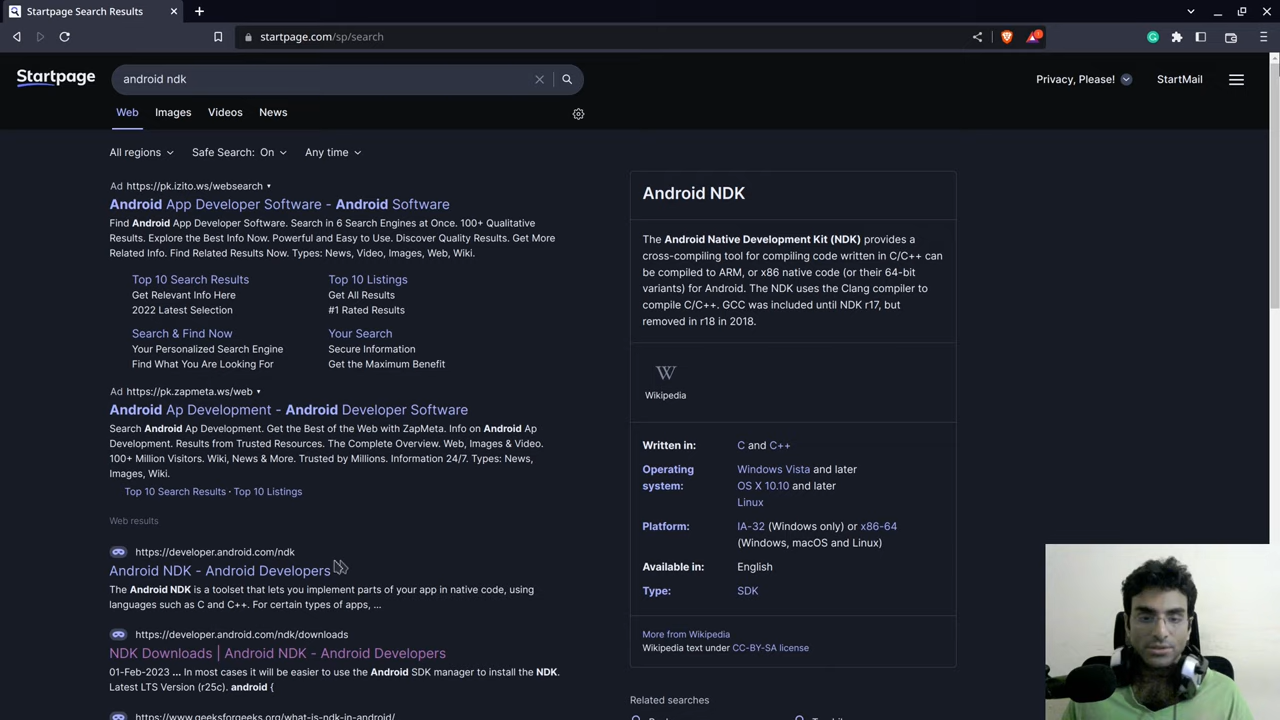 Startpage Search Results
startpage.com/sp/search
Startpage
android ndk
Privacy, Please!
StartMail
Web
Images
Videos
News
All regions
Safe Search: On
Any time
Ad https://pk.izito.ws/websearch
Android App Developer Software - Android Software
Find Android App Developer Software. Search in 6 Search Engines at Once. 100+ Qualitative
Results. Explore the Best Info Now. Powerful and Easy to Use. Discover Quality Results. Get More
Related Info. Find Related Results Now. Types: News, Video, Images, Web, Wiki.
Top 10 Search Results
Get Relevant Info Here
2022 Latest Selection
Top 10 Listings
Get All Results
#1 Rated Results
Search & Find Now
Your Personalized Search Engine
Find What You Are Looking For
Your Search
Secure Information
Get the Maximum Benefit
Ad https://pk.zapmeta.ws/web
Android Ap Development - Android Developer Software
Search Android Ap Development. Get the Best of the Web with ZapMeta. Info on Android Ap
Development. Results from Trusted Resources. The Complete Overview. Web, Images & Video.
100+ Million Visitors. Wiki, News & More. Trusted by Millions. Information 24/7. Types: News,
Images, Wiki.
Top 10 Search Results · Top 10 Listings
Web results
https://developer.android.com/ndk
Android NDK - Android Developers
The Android NDK is a toolset that lets you implement parts of your app in native code, using
languages such as C and C++. For certain types of apps, ...
https://developer.android.com/ndk/downloads
NDK Downloads | Android NDK - Android Developers
01-Feb-2023 ... In most cases it will be easier to use the Android SDK manager to install the NDK.
Latest LTS Version (r25c). android {
https://www.geeksforgeeks.org/what-is-ndk-in-android/
Android NDK
The Android Native Development Kit (NDK) provides a
cross-compiling tool for compiling code written in C/C++ can
be compiled to ARM, or x86 native code (or their 64-bit
variants) for Android. The NDK uses the Clang compiler to
compile C/C++. GCC was included until NDK r17, but
removed in r18 in 2018.
W
Wikipedia
Written in: C and C++
Operating system: Windows Vista and later
OS X 10.10 and later
Linux
Platform: IA-32 (Windows only) or x86-64
(Windows, macOS and Linux)
Available in: English
Type: SDK
More from Wikipedia
Wikipedia text under CC-BY-SA license
Related searches